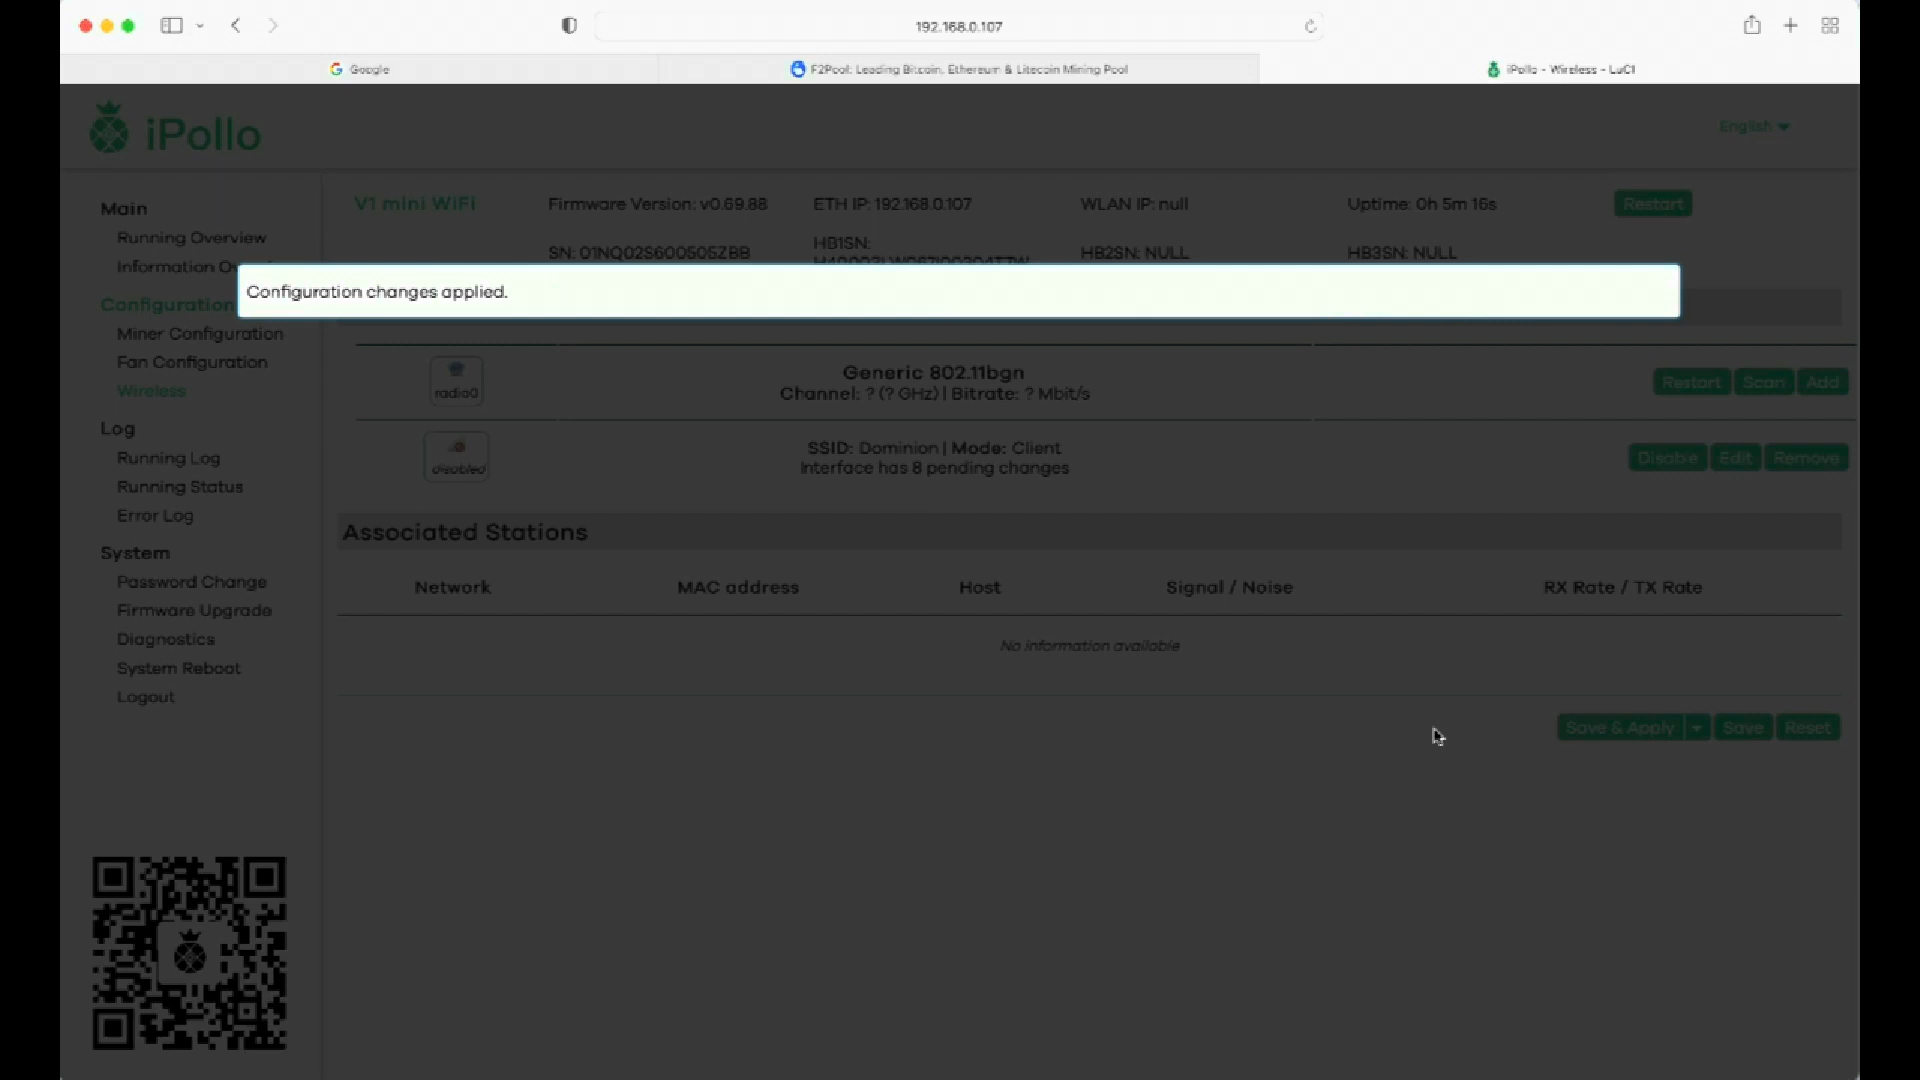 192.168.0.107
Google
F2Pool: Leading Bitcoin, Ethereum & Litecoin Mining Pool
iPollo - Wireless - LuCI
iPollo
English
Main
Running Overview
Information
Configuration
Miner Configuration
Fan Configuration
Wireless
Log
Running Log
Running Status
Error Log
System
Password Change
Firmware Upgrade
Diagnostics
System Reboot
Logout
V1 mini WiFi
Firmware Version: v0.69.88
ETH IP: 192.168.0.107
WLAN IP: null
Uptime: 0h 5m 16s
Restart
SN: 01NQ02S600505ZBB
HB1SN:
HB2SN: NULL
HB3SN: NULL
Configuration changes applied.
radio0
Generic 802.11bgn
Channel: ? (? GHz) | Bitrate: ? Mbit/s
Restart Scan Add
disabled
SSID: Dominion | Mode: Client
Interface has 8 pending changes
Disable Edit Remove
Associated Stations
Network MAC address Host Signal / Noise RX Rate / TX Rate
No information available
Save & Apply Save Reset